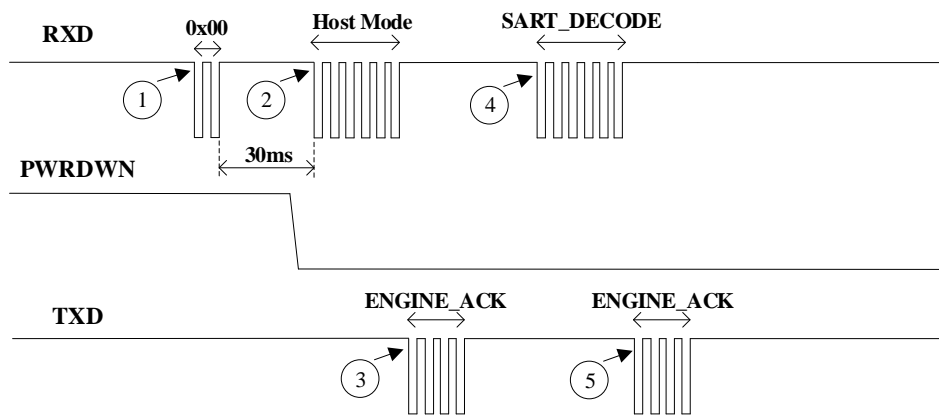 0x00
Host Mode
SART_DECODE
RXD
1
2
4
30ms
PWRDWN
ENGINE_ACK
ENGINE_ACK
TXD
3
5